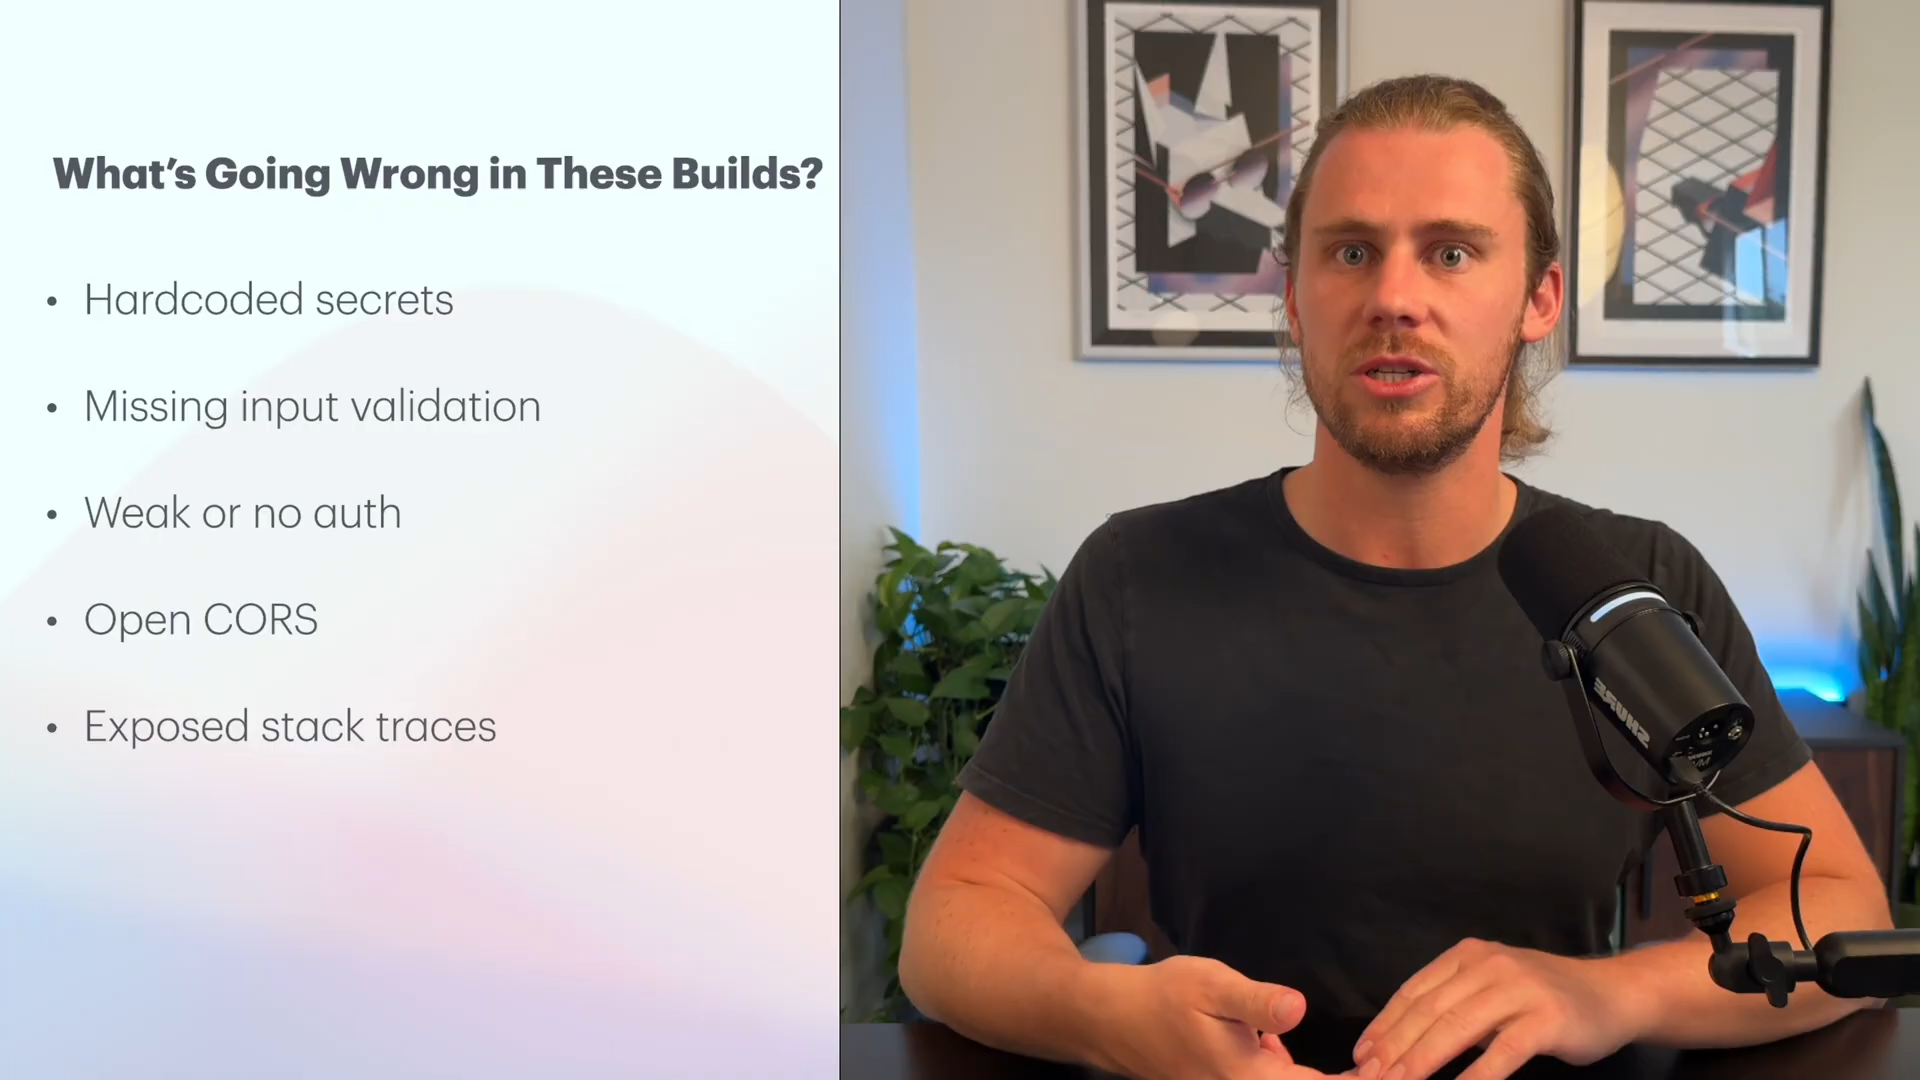 What's Going Wrong in These Builds?
• Hardcoded secrets
• Missing input validation
• Weak or no auth
• Open CORS
• Exposed stack traces
SHURE